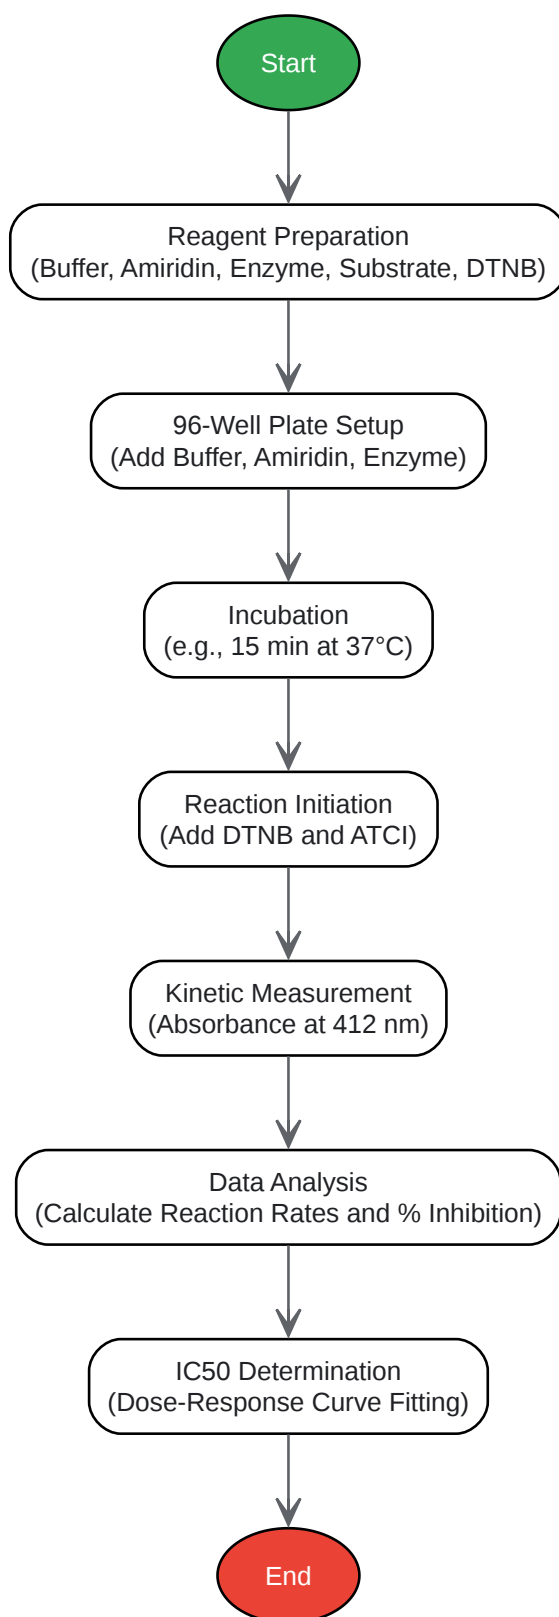 Start
Reagent Preparation
(Buffer, Amiridin, Enzyme, Substrate, DTNB)
96-Well Plate Setup
(Add Buffer, Amiridin, Enzyme)
Incubation
(e.g., 15 min at 37°C)
Reaction Initiation
(Add DTNB and ATCI)
Kinetic Measurement
(Absorbance at 412 nm)
Data Analysis
(Calculate Reaction Rates and % Inhibition)
IC50 Determination
(Dose-Response Curve Fitting)
End